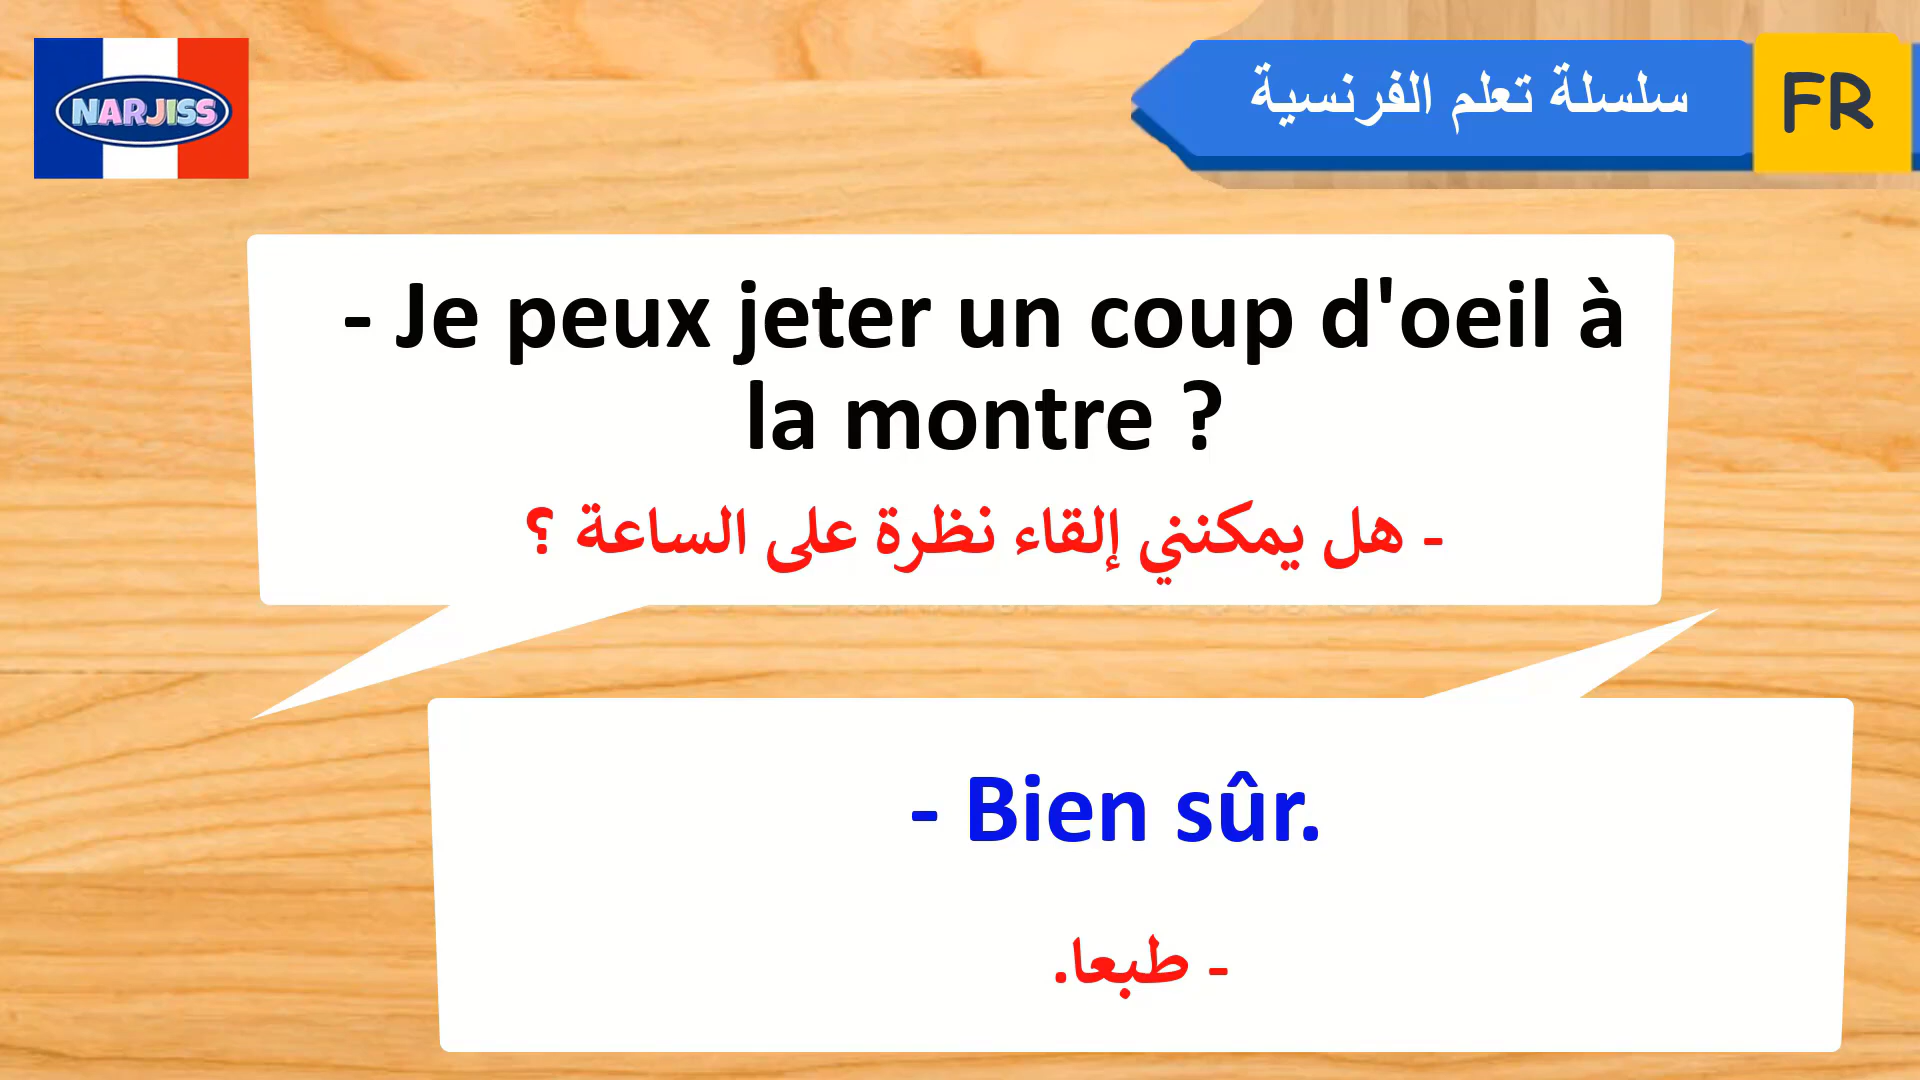 NARJISS
سلسلة تعلم الفرنسية
FR
- Je peux jeter un coup d'oeil à
la montre ?
- هل يمكنني إلقاء نظرة على الساعة ؟
- Bien sûr.
- طبعا.